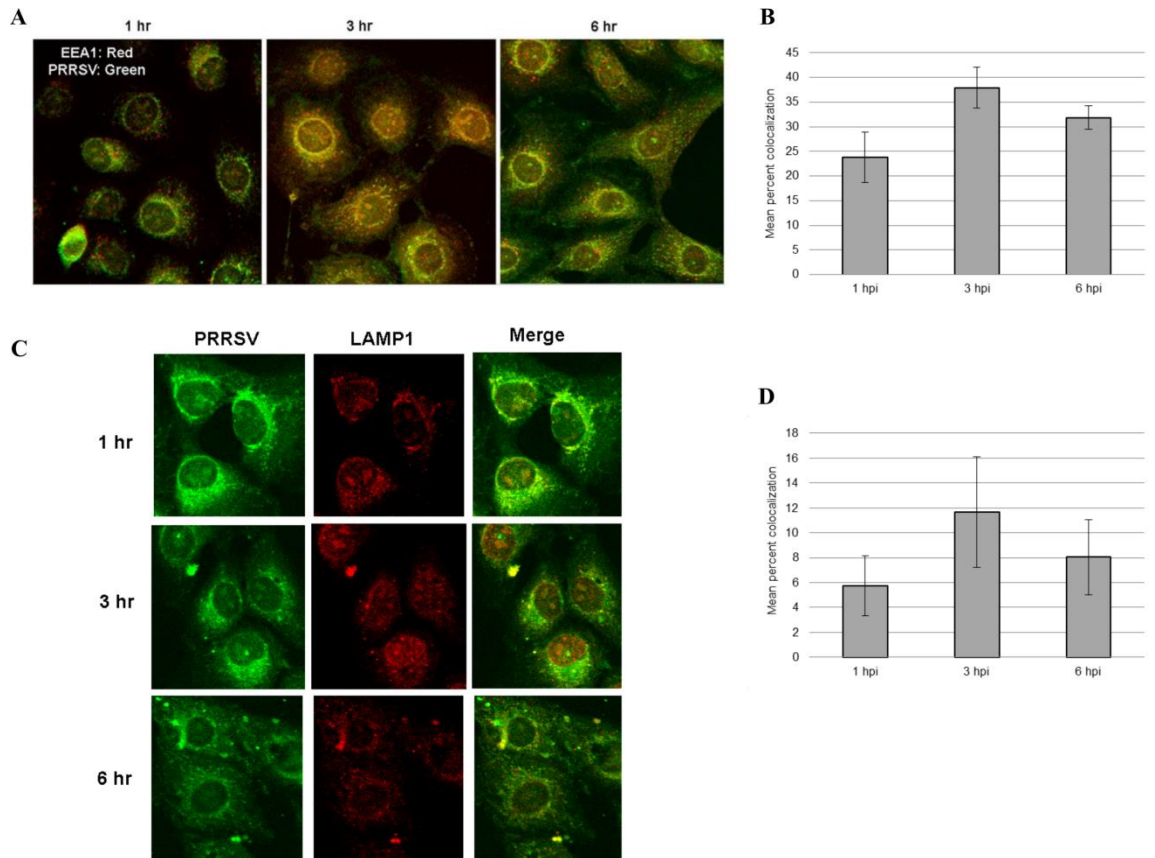 A
1 hr 3 hr 6 hr
EEA1: Red
PRRSV: Green
B
45
40
35
30
25
20
15
10
5
0
Mean percent colocalization
1 hpi 3 hpi 6 hpi
C
PRRSV LAMP1 Merge
1 hr
3 hr
6 hr
D
18
16
14
12
10
8
6
4
2
0
Mean percent colocalization
1 hpi 3 hpi 6 hpi